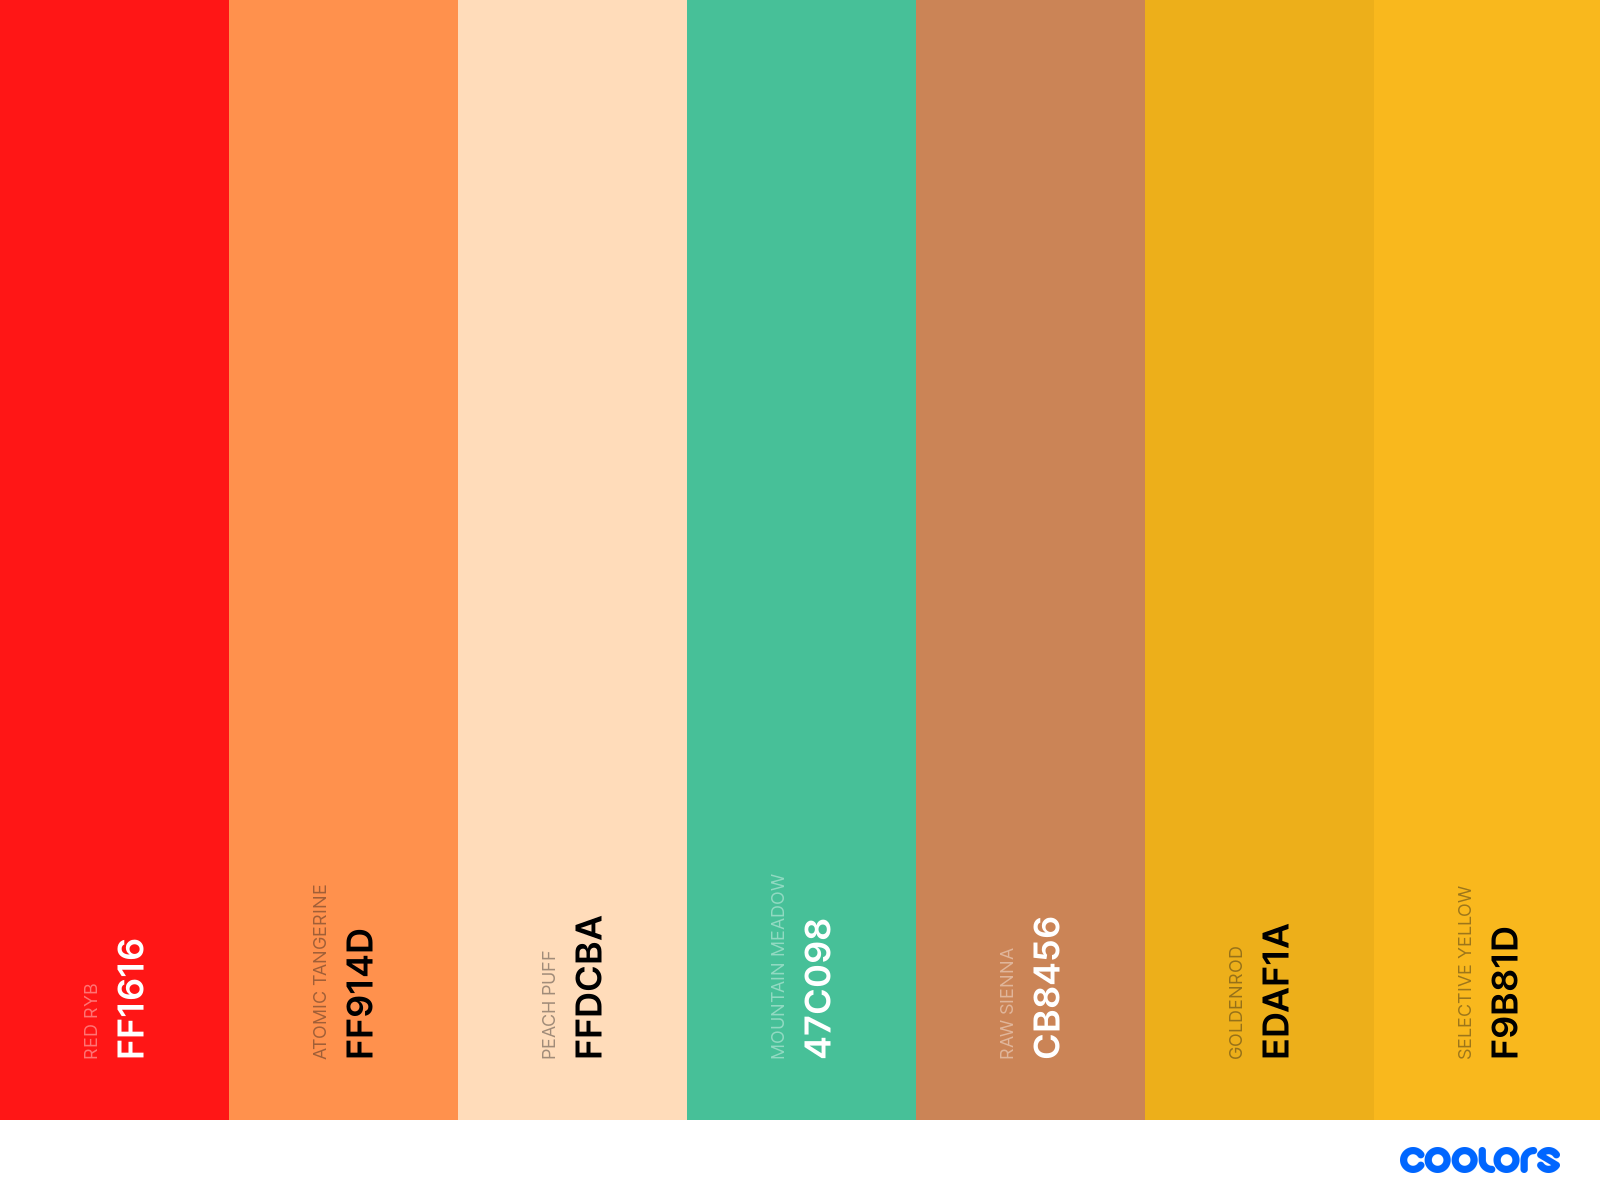 RED RYB
FF1616
ATOMIC TANGERINE
FF914D
PEACH PUFF
FFDCBA
MOUNTAIN MEADOW
47C098
RAW SIENNA
CB8456
GOLDENROD
EDAF1A
SELECTIVE YELLOW
F9B81D
coolors